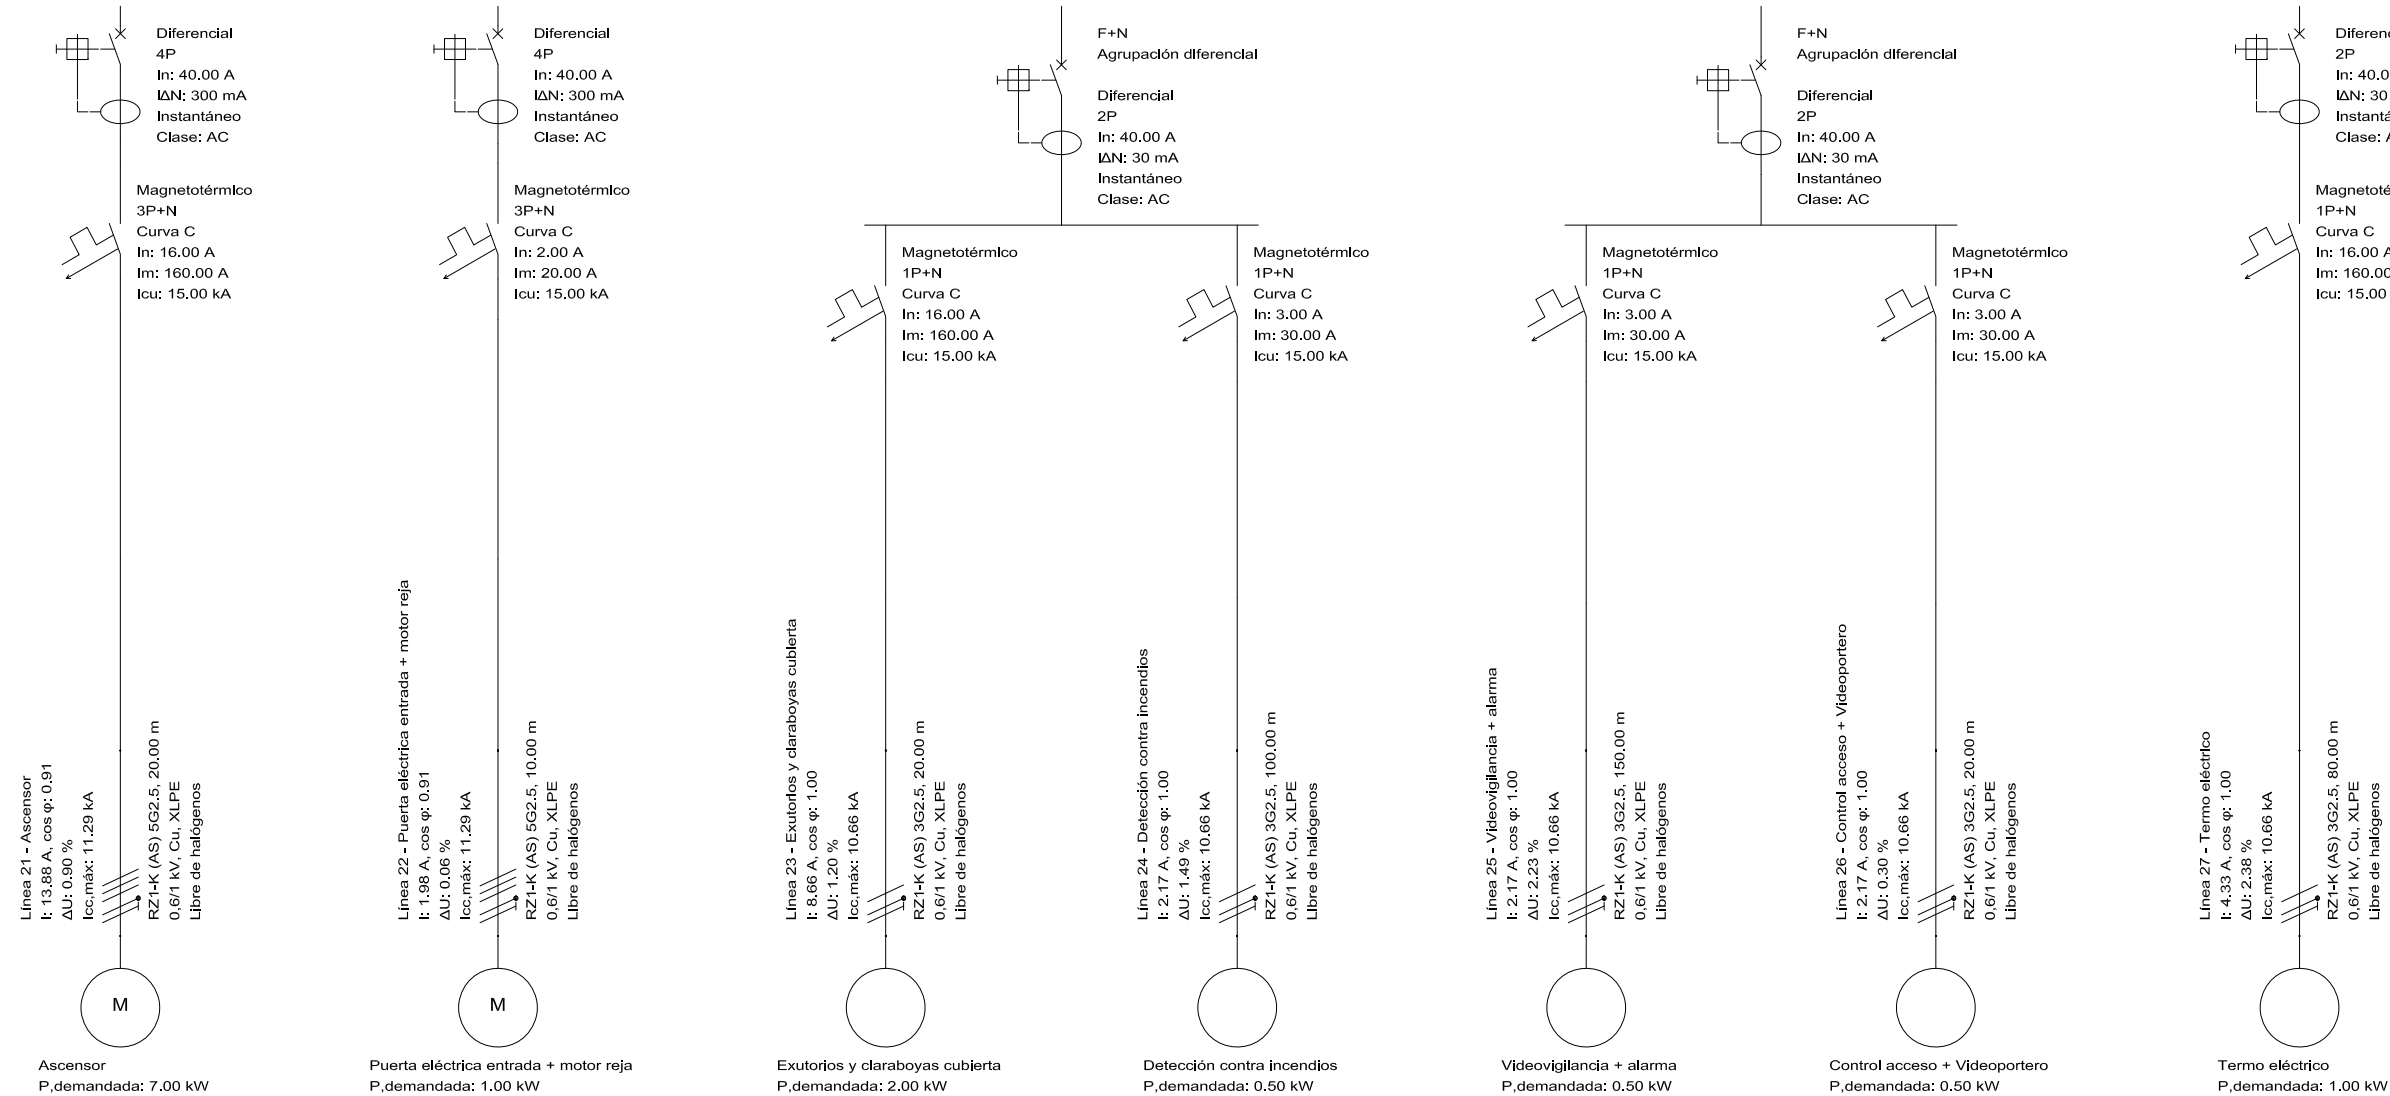 Diferencial
4P
In: 40.00 A
IΔN: 300 mA
Instantáneo
Clase: AC
Magnetotérmico
3P+N
Curva C
In: 16.00 A
Im: 160.00 A
Icu: 15.00 kA
Línea 21 - Ascensor
I: 13.88 A, cos φ: 0.91
ΔU: 0.90 %
Icc,máx: 11.29 kA
RZ1-K (AS) 5G2.5, 20.00 m
0,6/1 kV, Cu, XLPE
Libre de halógenos
M
Ascensor
P,demandada: 7.00 kW
Diferencial
4P
In: 40.00 A
IΔN: 300 mA
Instantáneo
Clase: AC
Magnetotérmico
3P+N
Curva C
In: 2.00 A
Im: 20.00 A
Icu: 15.00 kA
Línea 22 - Puerta eléctrica entrada + motor reja
I: 1.98 A, cos φ: 0.91
ΔU: 0.06 %
Icc,máx: 11.29 kA
RZ1-K (AS) 5G2.5, 10.00 m
0,6/1 kV, Cu, XLPE
Libre de halógenos
M
Puerta eléctrica entrada + motor reja
P,demandada: 1.00 kW
F+N
Agrupación diferencial
Diferencial
2P
In: 40.00 A
IΔN: 30 mA
Instantáneo
Clase: AC
Magnetotérmico
1P+N
Curva C
In: 16.00 A
Im: 160.00 A
Icu: 15.00 kA
Línea 23 - Exutorios y claraboyas cubierta
I: 8.66 A, cos φ: 1.00
ΔU: 1.20 %
Icc,máx: 10.66 kA
RZ1-K (AS) 3G2.5, 20.00 m
0,6/1 kV, Cu, XLPE
Libre de halógenos
Exutorios y claraboyas cubierta
P,demandada: 2.00 kW
Magnetotérmico
1P+N
Curva C
In: 3.00 A
Im: 30.00 A
Icu: 15.00 kA
Línea 24 - Detección contra incendios
I: 2.17 A, cos φ: 1.00
ΔU: 1.49 %
Icc,máx: 10.66 kA
RZ1-K (AS) 3G2.5, 100.00 m
0,6/1 kV, Cu, XLPE
Libre de halógenos
Detección contra incendios
P,demandada: 0.50 kW
F+N
Agrupación diferencial
Diferencial
2P
In: 40.00 A
IΔN: 30 mA
Instantáneo
Clase: AC
Magnetotérmico
1P+N
Curva C
In: 3.00 A
Im: 30.00 A
Icu: 15.00 kA
Línea 25 - Videovigilancia + alarma
I: 2.17 A, cos φ: 1.00
ΔU: 2.23 %
Icc,máx: 10.66 kA
RZ1-K (AS) 3G2.5, 150.00 m
0,6/1 kV, Cu, XLPE
Libre de halógenos
Videovigilancia + alarma
P,demandada: 0.50 kW
Magnetotérmico
1P+N
Curva C
In: 3.00 A
Im: 30.00 A
Icu: 15.00 kA
Línea 26 - Control acceso + Videoportero
I: 2.17 A, cos φ: 1.00
ΔU: 0.30 %
Icc,máx: 10.66 kA
RZ1-K (AS) 3G2.5, 20.00 m
0,6/1 kV, Cu, XLPE
Libre de halógenos
Control acceso + Videoportero
P,demandada: 0.50 kW
2P
In: 40.0
IΔN: 30
Clase:
1P+N
Curva C
In: 16.00
Im: 160.00
Icu: 15.00
Línea 27 - Termo eléctrico
I: 4.33 A, cos φ: 1.00
ΔU: 2.38 %
Icc,máx: 10.66 kA
RZ1-K (AS) 3G2.5, 80.00 m
0,6/1 kV, Cu, XLPE
Libre de halógenos
Termo eléctrico
P,demandada: 1.00 kW